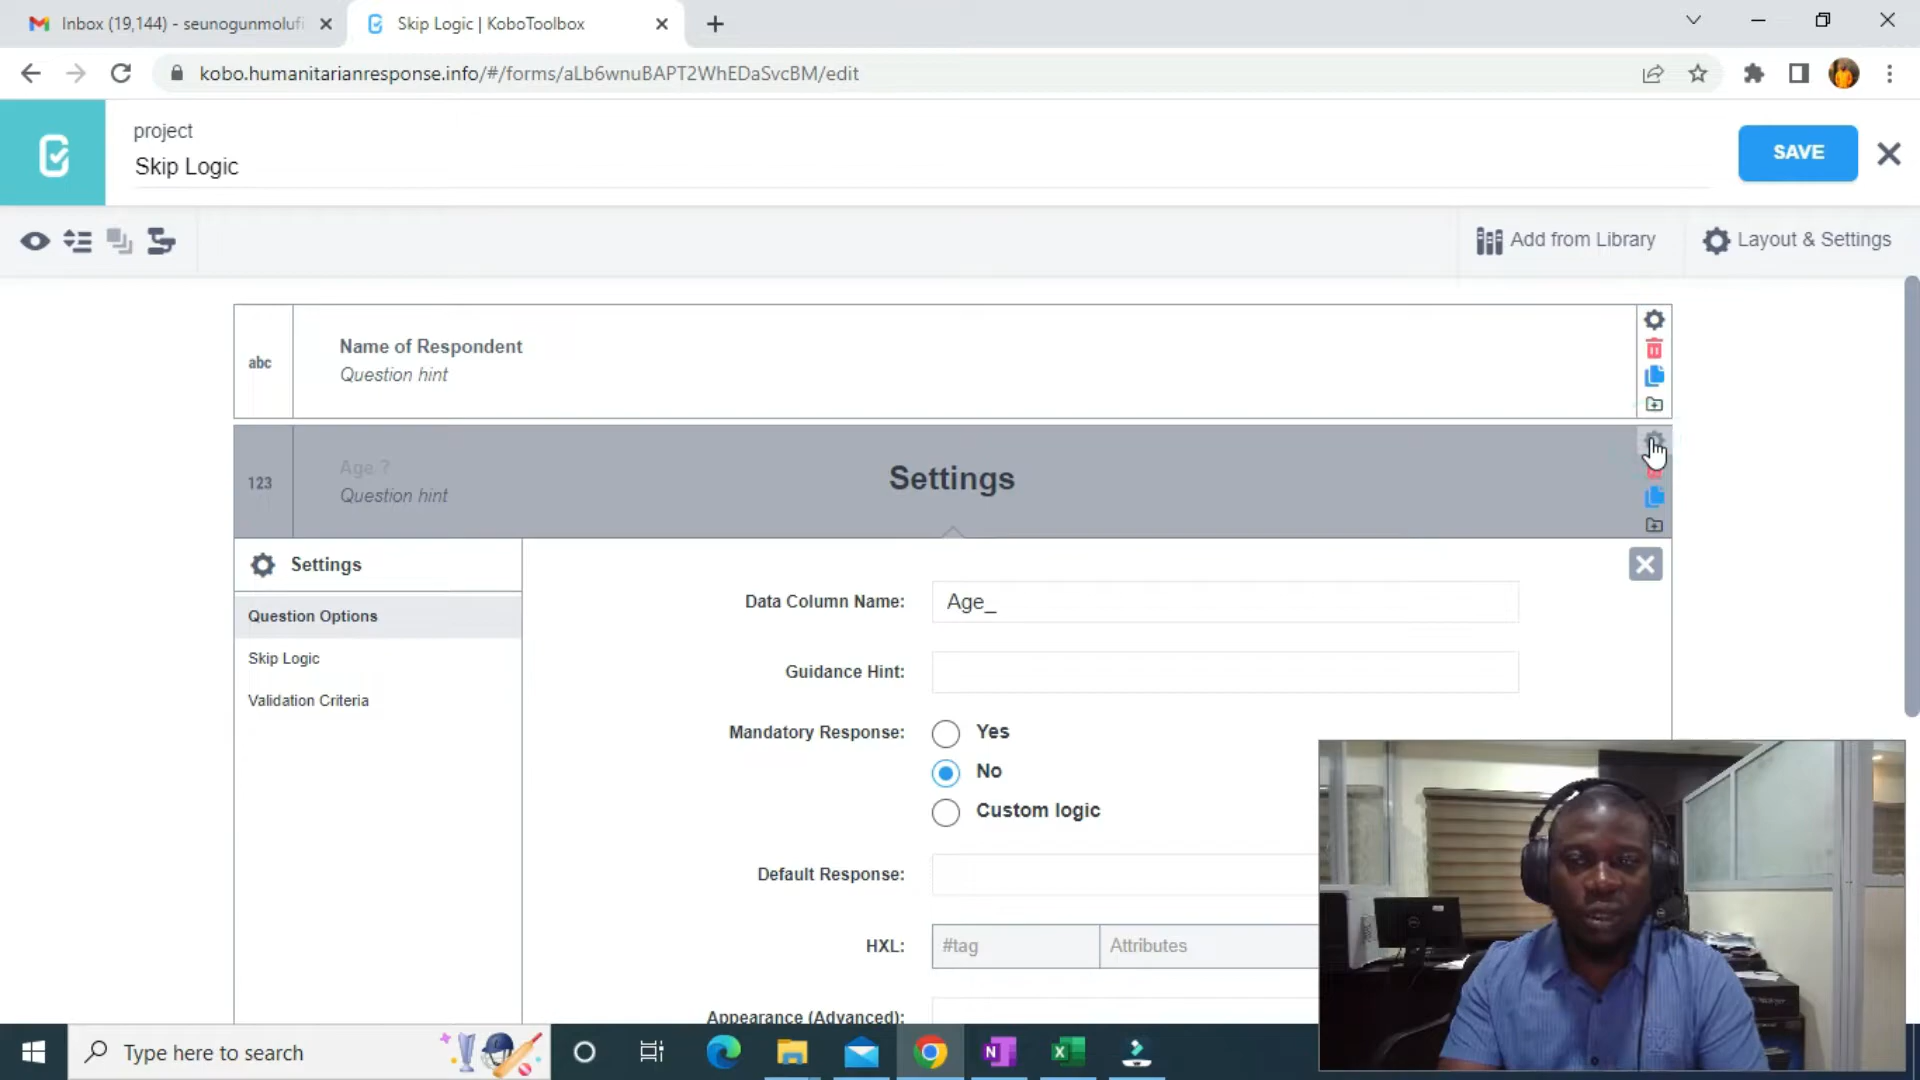 Inbox (19,144) - seunogunmolufi
Skip Logic | KoboToolbox
kobo.humanitarianresponse.info/#/forms/aLb6wnuBAPT2WhEDaSvcBM/edit
project
Skip Logic
SAVE
Add from Library
Layout & Settings
abc
Name of Respondent
Question hint
123
Age ?
Question hint
Settings
Settings
Question Options
Skip Logic
Validation Criteria
Data Column Name:
Age_
Guidance Hint:
Mandatory Response:
Yes
No
Custom logic
Default Response:
HXL:
#tag
Attributes
Appearance (Advanced):
Type here to search